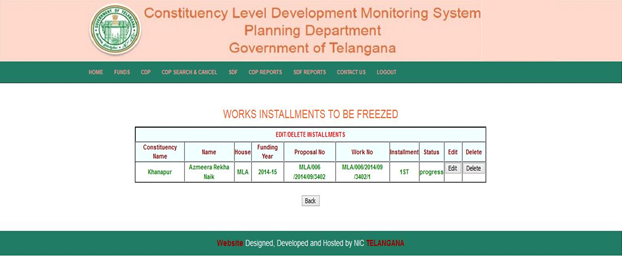 Constituency Level Development Monitoring System
Planning Department
Government of Telangana
HOME FUNDS CDP CDP SEARCH & CANCEL SDF CDP REPORTS SDF REPORTS CONTACT US LOGOUT
WORKS INSTALLMENTS TO BE FREEZED
EDIT/DELETE INSTALLMENTS
Constituency Name Name House Funding Year Proposal No Work No Installment Status Edit Delete
Khanapur Azmeera Rekha Naik MLA 2014-15 MLA/006 /2014/09/3402 MLA/006/2014/09 /3402/1 1ST progress Edit Delete
Back
Website Designed, Developed and Hosted by NIC TELANGANA